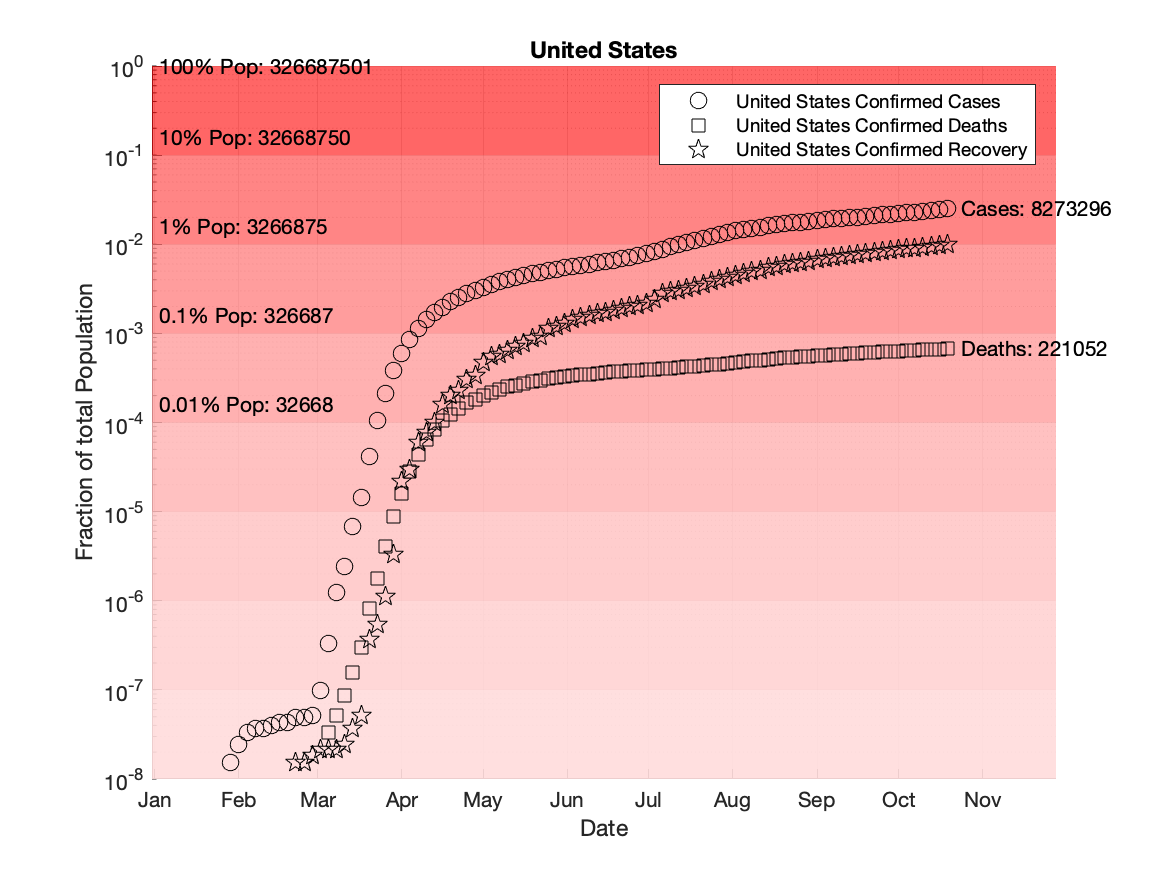 United States
10^0
100% Pop: 326687501
United States Confirmed Cases
United States Confirmed Deaths
United States Confirmed Recovery
10% Pop: 32668750
10^-1
Cases: 8273296
1% Pop: 3266875
10^-2
0.1% Pop: 326687
10^-3
Deaths: 221052
0.01% Pop: 32668
10^-4
10^-5
10^-6
10^-7
10^-8
Fraction of total Population
Jan Feb Mar Apr May Jun Jul Aug Sep Oct Nov
Date